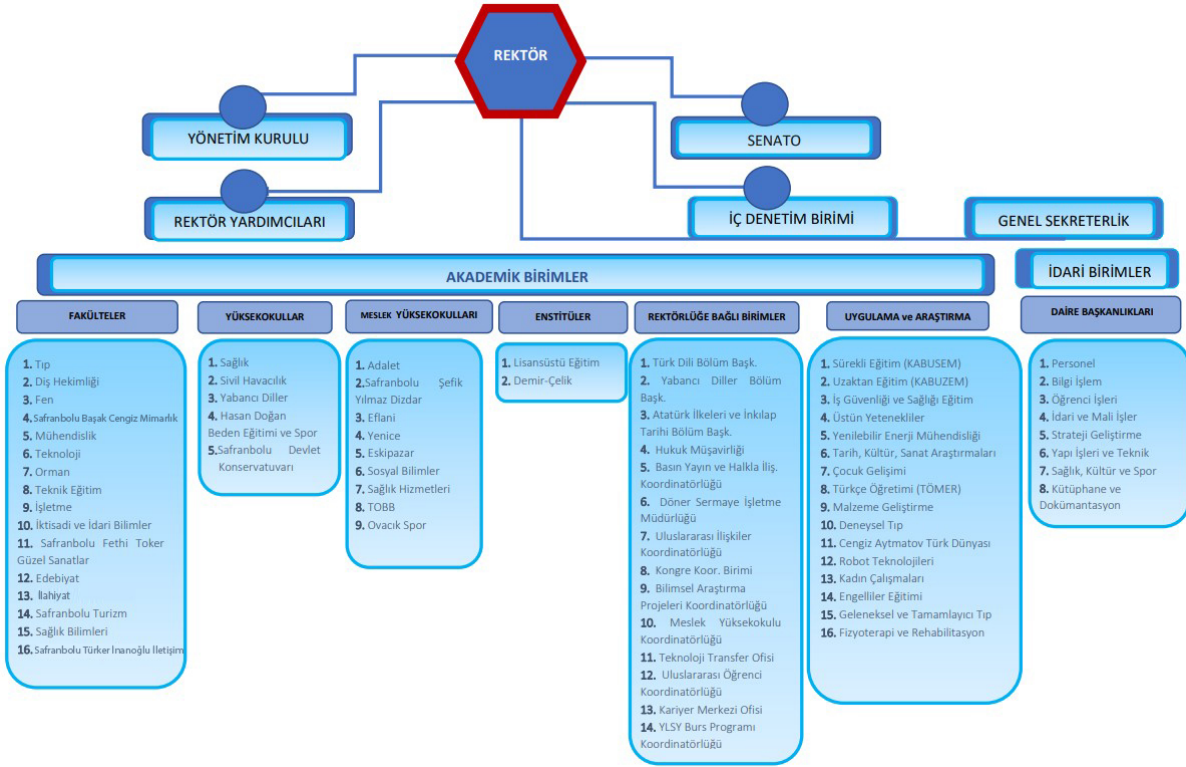 REKTÖR
YÖNETİM KURULU
SENATO
REKTÖR YARDIMCILARI
İÇ DENETİM BİRİMİ
GENEL SEKRETERLİK
AKADEMİK BİRİMLER
İDARİ BİRİMLER
FAKÜLTELER
1. Tıp
2. Diş Hekimliği
3. Fen
4. Safranbolu Başak Cengiz Mimarlık
5. Mühendislik
6. Teknoloji
7. Orman
8. Teknik Eğitim
9. İşletme
10. İktisadi ve İdari Bilimler
11. Safranbolu Fethi Toker
Güzel Sanatlar
12. Edebiyat
13. İlahiyat
14. Safranbolu Turizm
15. Sağlık Bilimleri
16. Safranbolu Türker İnanoğlu İletişim
YÜKSEKOKULLAR
1. Sağlık
2. Sivil Havacılık
3. Yabancı Diller
4. Hasan Doğan
Beden Eğitimi ve Spor
5. Safranbolu Devlet
Konservatuvarı
MESLEK YÜKSEKOKULLARI
1. Adalet
2. Safranbolu Şefik
Yılmaz Dizdar
3. Eflani
4. Yenice
5. Eskipazar
6. Sosyal Bilimler
7. Sağlık Hizmetleri
8. TOBB
9. Ovacık Spor
ENSTİTÜLER
1. Lisansüstü Eğitim
2. Demir-Çelik
REKTÖRLÜĞE BAĞLI BİRİMLER
1. Türk Dili Bölüm Başk.
2. Yabancı Diller Bölüm
Başk.
3. Atatürk İlkeleri ve İnkılap
Tarihi Bölüm Başk.
4. Hukuk Müşavirliği
5. Basın Yayın ve Halkla İliş.
Koordinatörlüğü
6. Döner Sermaye İşletme
Müdürlüğü
7. Uluslararası İlişkiler
Koordinatörlüğü
8. Kongre Koor. Birimi
9. Bilimsel Araştırma
Projeleri Koordinatörlüğü
10. Meslek Yüksekokulu
Koordinatörlüğü
11. Teknoloji Transfer Ofisi
12. Uluslararası Öğrenci
Koordinatörlüğü
13. Kariyer Merkezi Ofisi
14. YLSY Burs Programı
Koordinatörlüğü
UYGULAMA ve ARAŞTIRMA
1. Sürekli Eğitim (KABUSEM)
2. Uzaktan Eğitim (KABUZEM)
3. İş Güvenliği ve Sağlığı Eğitim
4. Üstün Yetenekliler
5. Yenilebilir Enerji Mühendisliği
6. Tarih, Kültür, Sanat Araştırmaları
7. Çocuk Gelişimi
8. Türkçe Öğretimi (TÖMER)
9. Malzeme Geliştirme
10. Deneysel Tıp
11. Cengiz Aytmatov Türk Dünyası
12. Robot Teknolojileri
13. Kadın Çalışmaları
14. Engelliler Eğitimi
15. Geleneksel ve Tamamlayıcı Tıp
16. Fizyoterapi ve Rehabilitasyon
DAİRE BAŞKANLIKLARI
1. Personel
2. Bilgi İşlem
3. Öğrenci İşleri
4. İdari ve Mali İşler
5. Strateji Geliştirme
6. Yapı İşleri ve Teknik
7. Sağlık, Kültür ve Spor
8. Kütüphane ve
Dokümantasyon